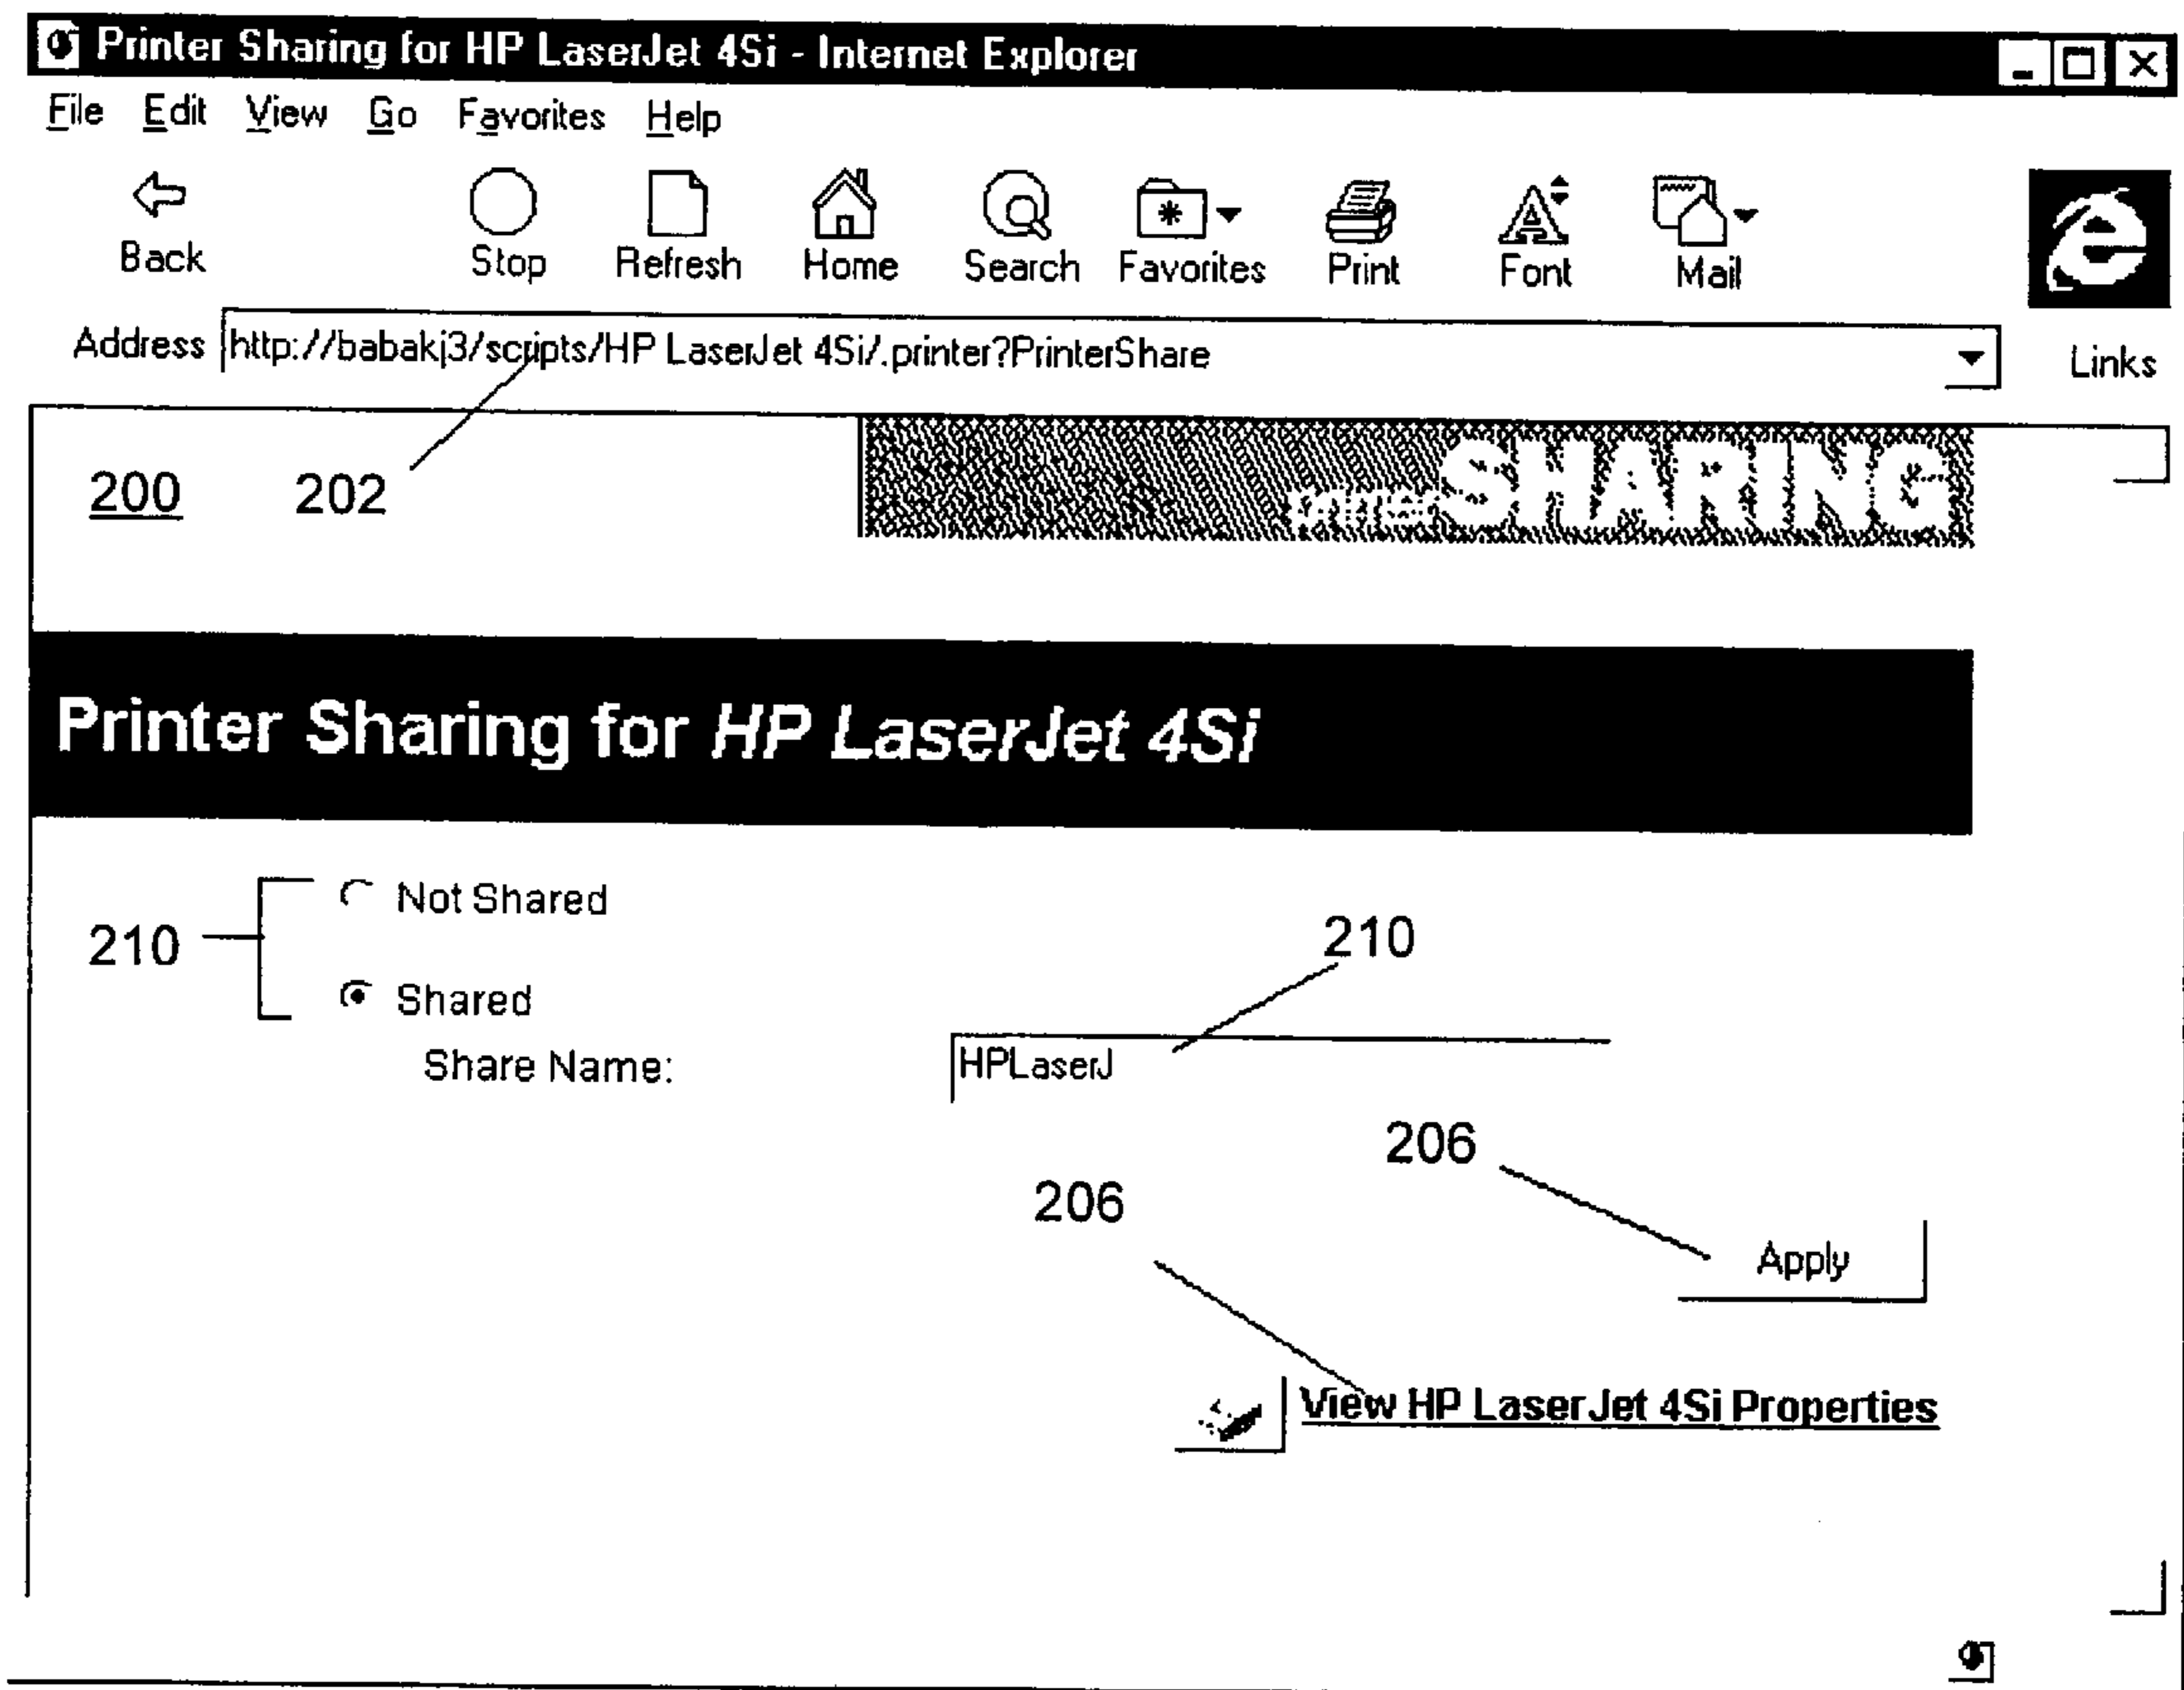 Printer Sharing for HP LaserJet 4Si - Internet Explorer
File Edit View Go Favorites Help
Back Stop Refresh Home Search Favorites Print Font Mail
Address http://babakj3/scripts/HP LaserJet 4Si/.printer?PrinterShare Links
200 202 printerSHARING
Printer Sharing for HP LaserJet 4Si
Not Shared
210 210
Shared
Share Name: HPLaserJ
206
206
Apply
View HP LaserJet 4Si Properties